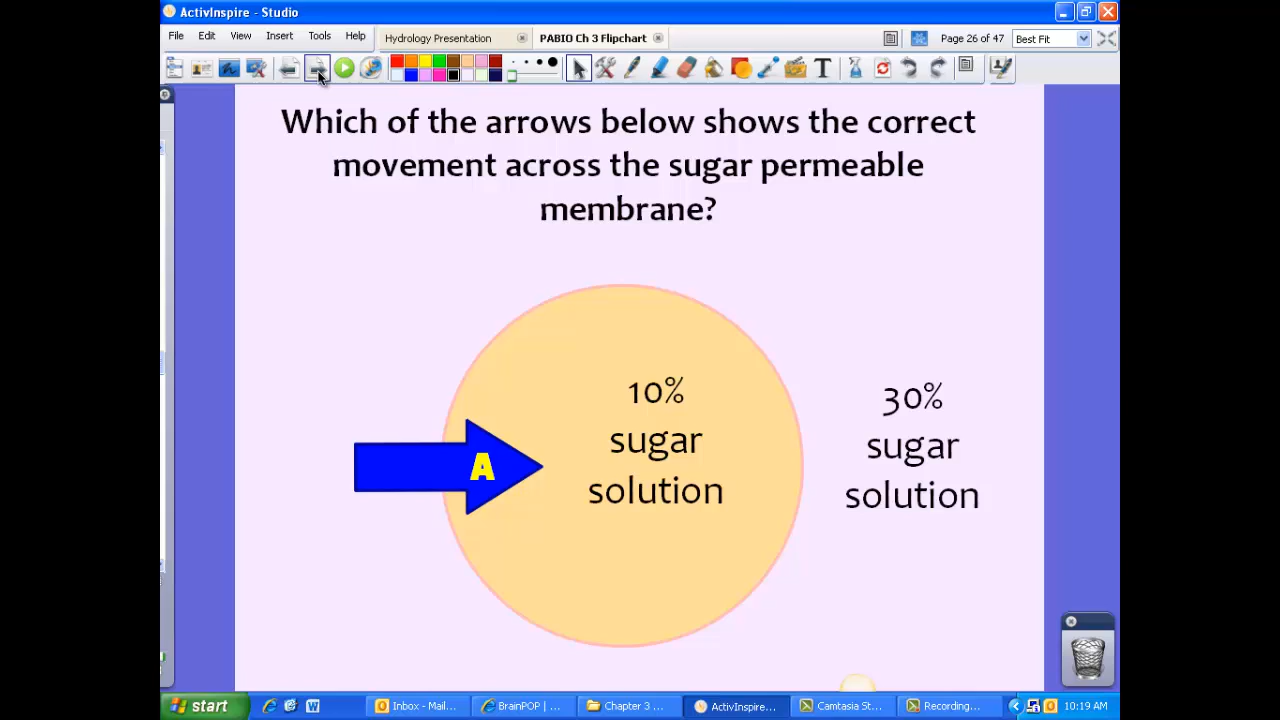 ActivInspire - Studio
File Edit View Insert Tools Help
Hydrology Presentation
PABIO Ch 3 Flipchart
Page 26 of 47
Best Fit
T
Which of the arrows below shows the correct
movement across the sugar permeable
membrane?
10%
sugar
solution
30%
sugar
solution
A
start
W
Inbox - Mail...
BrainPOP | ...
Chapter 3 ...
ActivInspire...
Camtasia St...
Recording...
10:19 AM